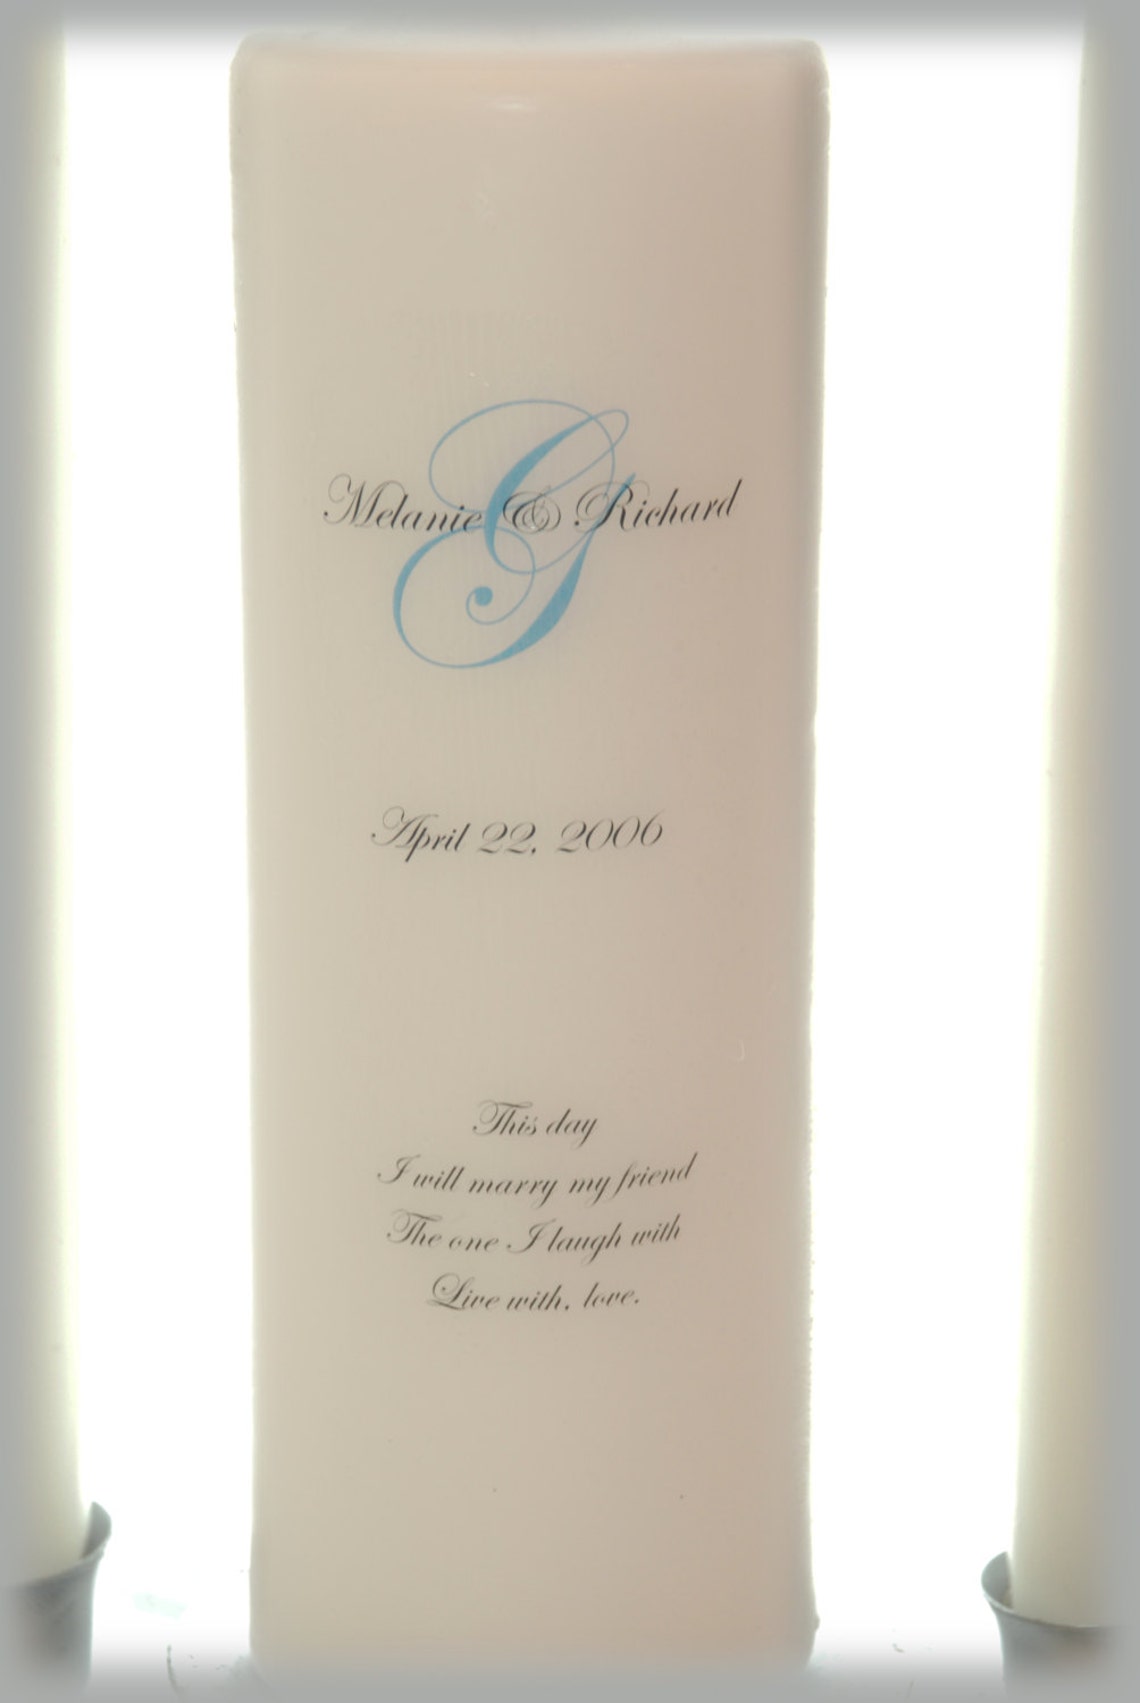 G
Melanie & Richard
April 22, 2006
This day
I will marry my friend
The one I laugh with
Live with, love.